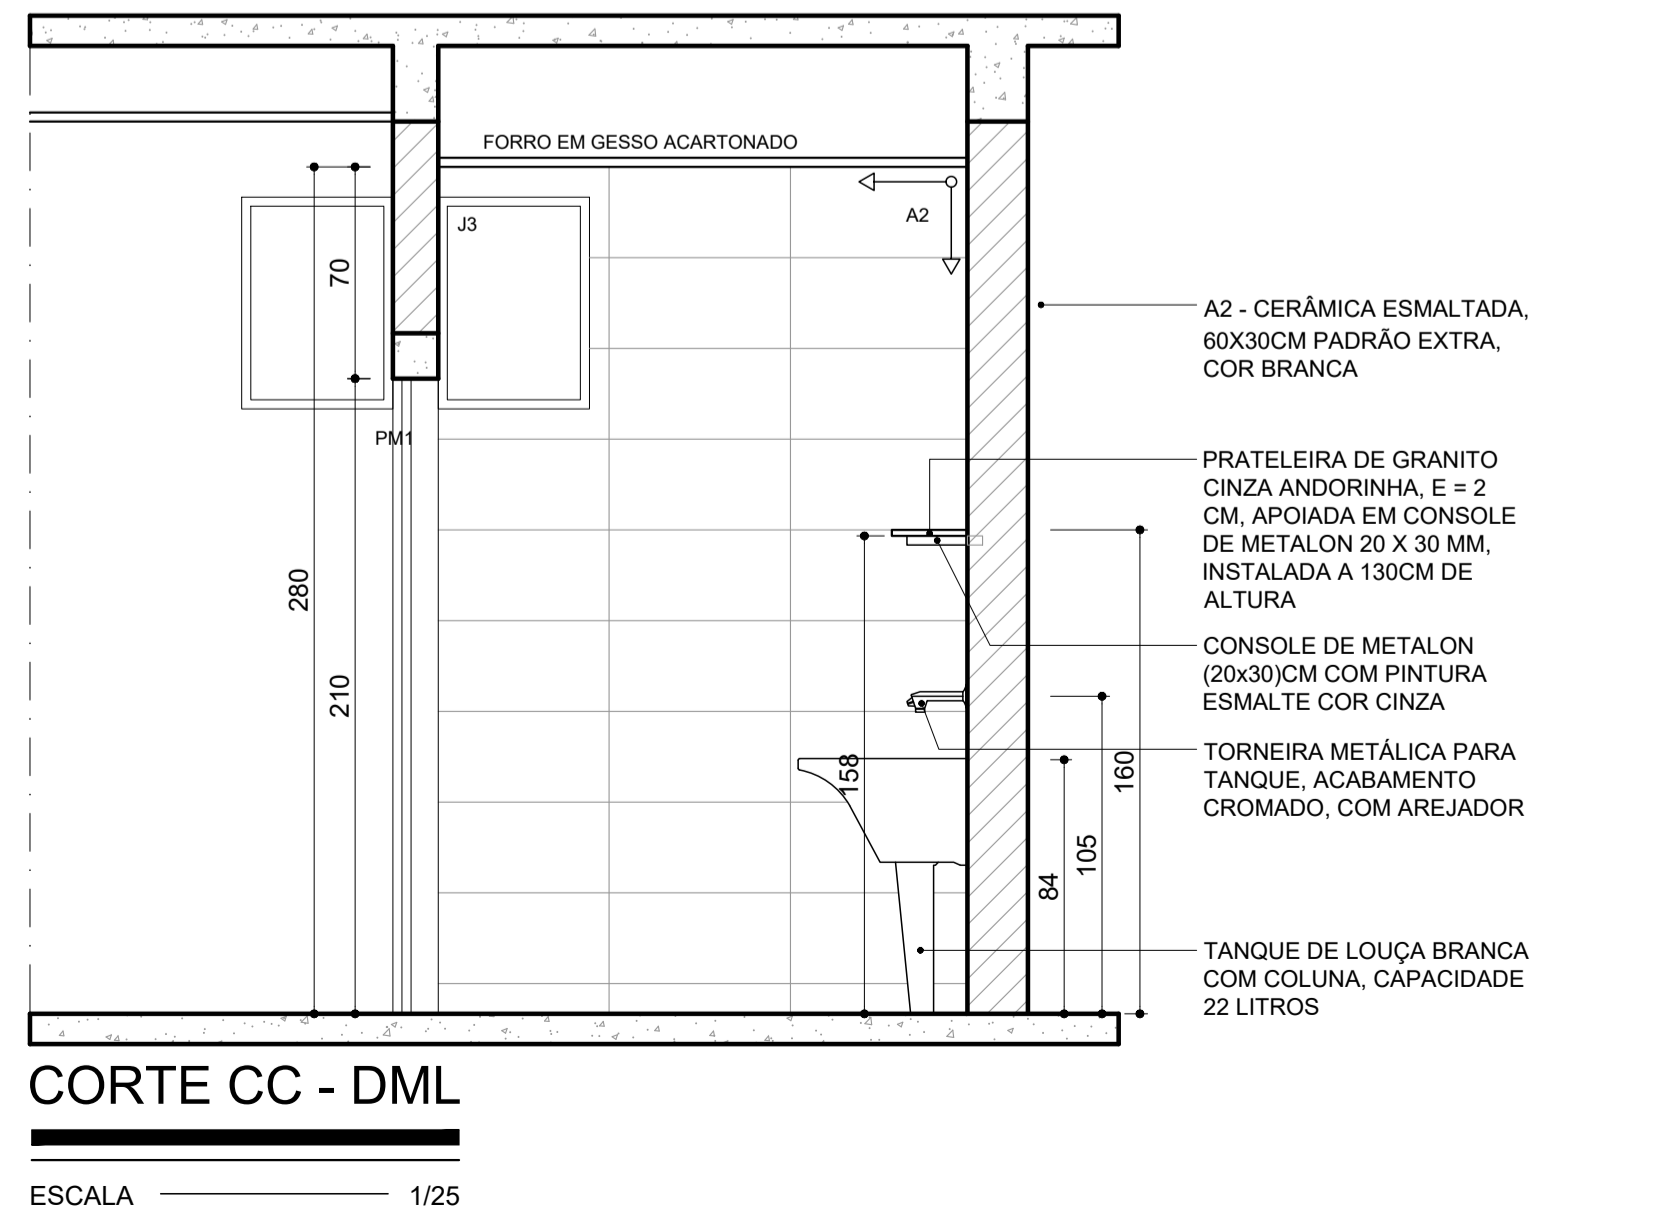 FORRO EM GESSO ACARTONADO
J3
A2
70
PM1
280
210
158
160
105
84
A2 - CERÂMICA ESMALTADA,
60X30CM PADRÃO EXTRA,
COR BRANCA
PRATELEIRA DE GRANITO
CINZA ANDORINHA, E = 2
CM, APOIADA EM CONSOLE
DE METALON 20 X 30 MM,
INSTALADA A 130CM DE
ALTURA
CONSOLE DE METALON
(20x30)CM COM PINTURA
ESMALTE COR CINZA
TORNEIRA METÁLICA PARA
TANQUE, ACABAMENTO
CROMADO, COM AREJADOR
TANQUE DE LOUÇA BRANCA
COM COLUNA, CAPACIDADE
22 LITROS
CORTE CC - DML
ESCALA 1/25